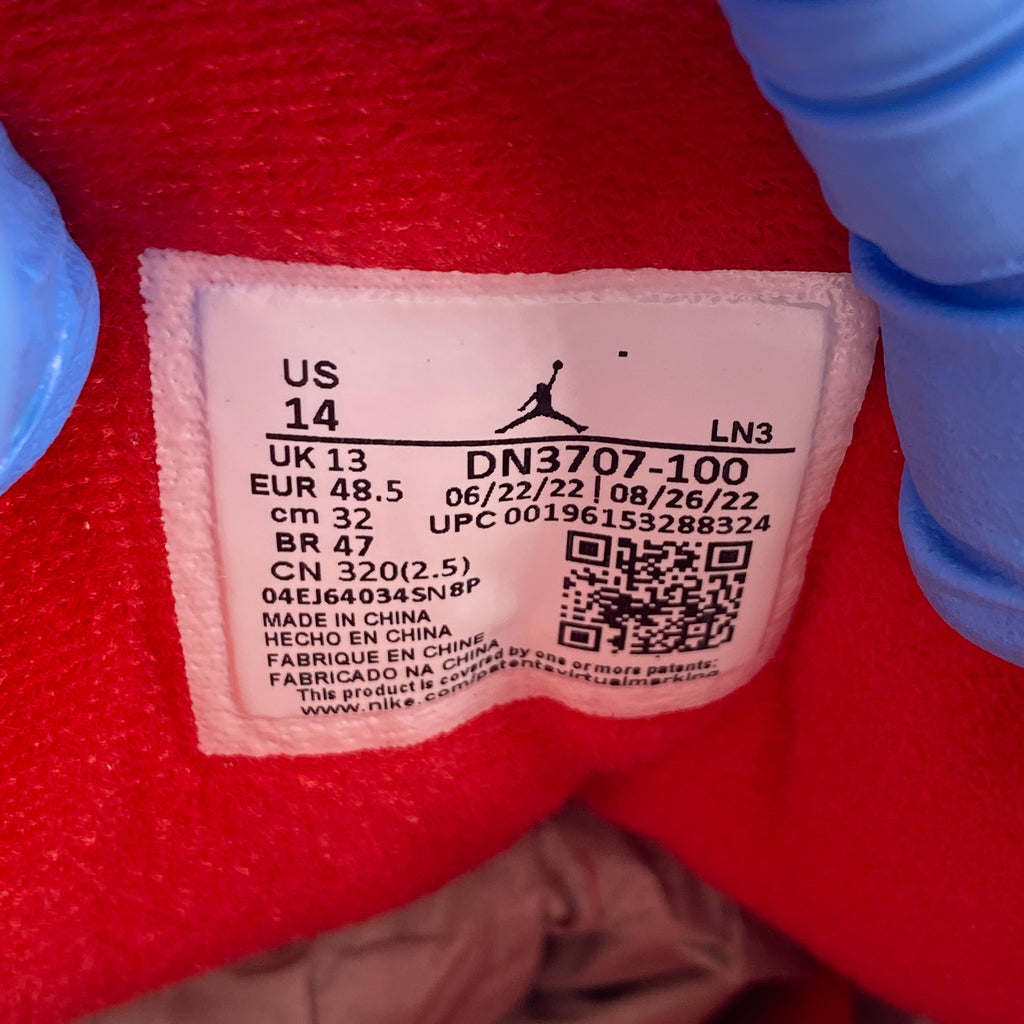 US
14
LN3
UK 13
DN3707-100
EUR 48.5
06/22/22 | 08/26/22
cm 32
UPC 00196153288324
BR 47
CN 320(2.5)
04EJ64034SN8P
MADE IN CHINA
HECHO EN CHINA
FABRIQUE EN CHINE
FABRICADO NA CHINA
This product is covered by one or more patents:
www.nike.com/patentsvirtualmarking